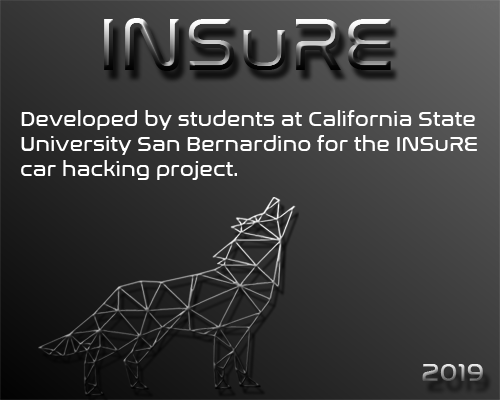 INSuRE
Developed by students at California State
University San Bernardino for the INSuRE
car hacking project.
2019